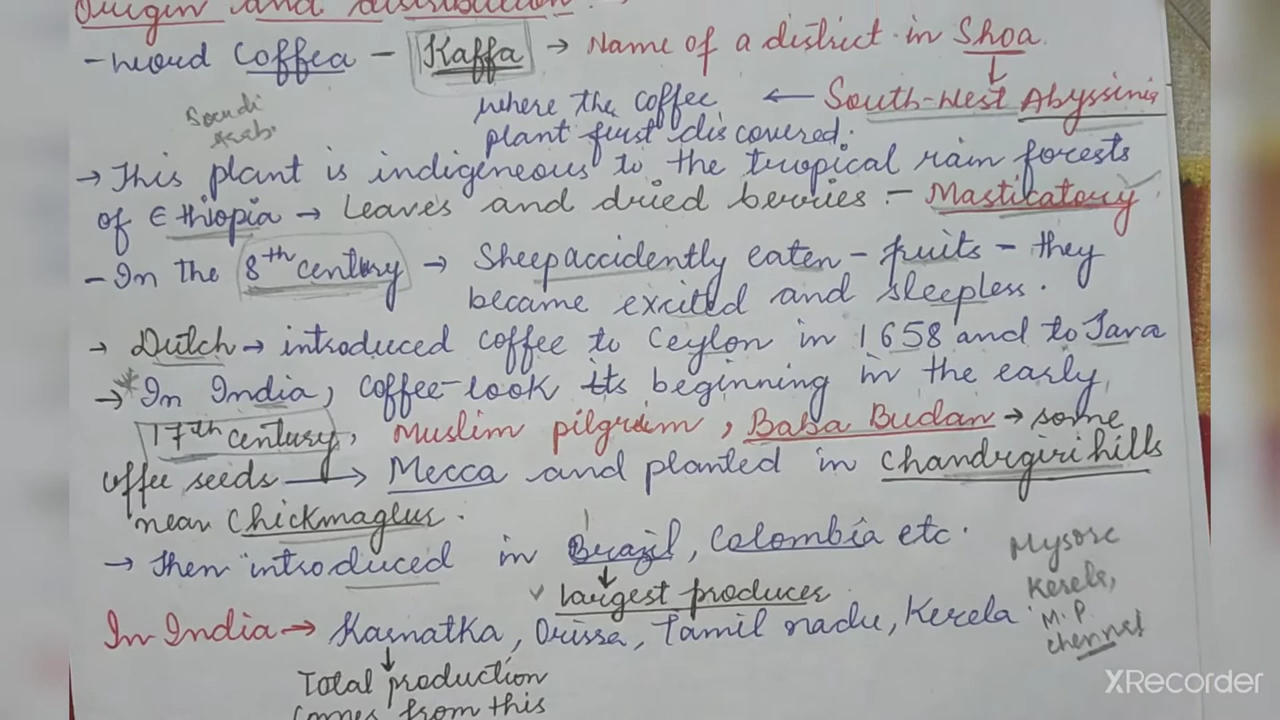 Origin and distribution :-
- word Coffea - Kaffa → Name of a district in Shoa.
↓
where the coffee ← South-West Abyssinia
plant first discovered.
Saudi
Arab.
→ This plant is indigeneous to the tropical rain forests
of Ethiopia → Leaves and dried berries - Masticatory
- In the 8th century → Sheep accidently eaten - fruits - they
became excited and sleepless.
→ Dutch → introduced coffee to Ceylon in 1658 and to Java
→ * In India, coffee-took its beginning in the early
17th century, Muslim pilgrim, Baba Budan → some
coffee seeds → Mecca and planted in Chandrgiri hills
near Chickmaglur.
→ Then introduced in Brazil, Colombia etc.
↓
largest producer
In India → Karnatka, Orissa, Tamil nadu, Kerela
↓
Total production
comes from this
Mysore
Kerela,
M.P.
chennai
XRecorder